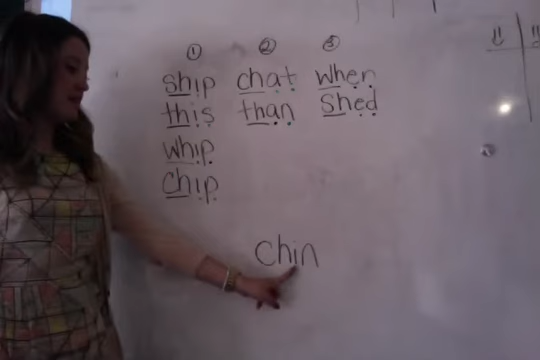 ① ② ③
ship chat when
this than shed
whip
chip
chin